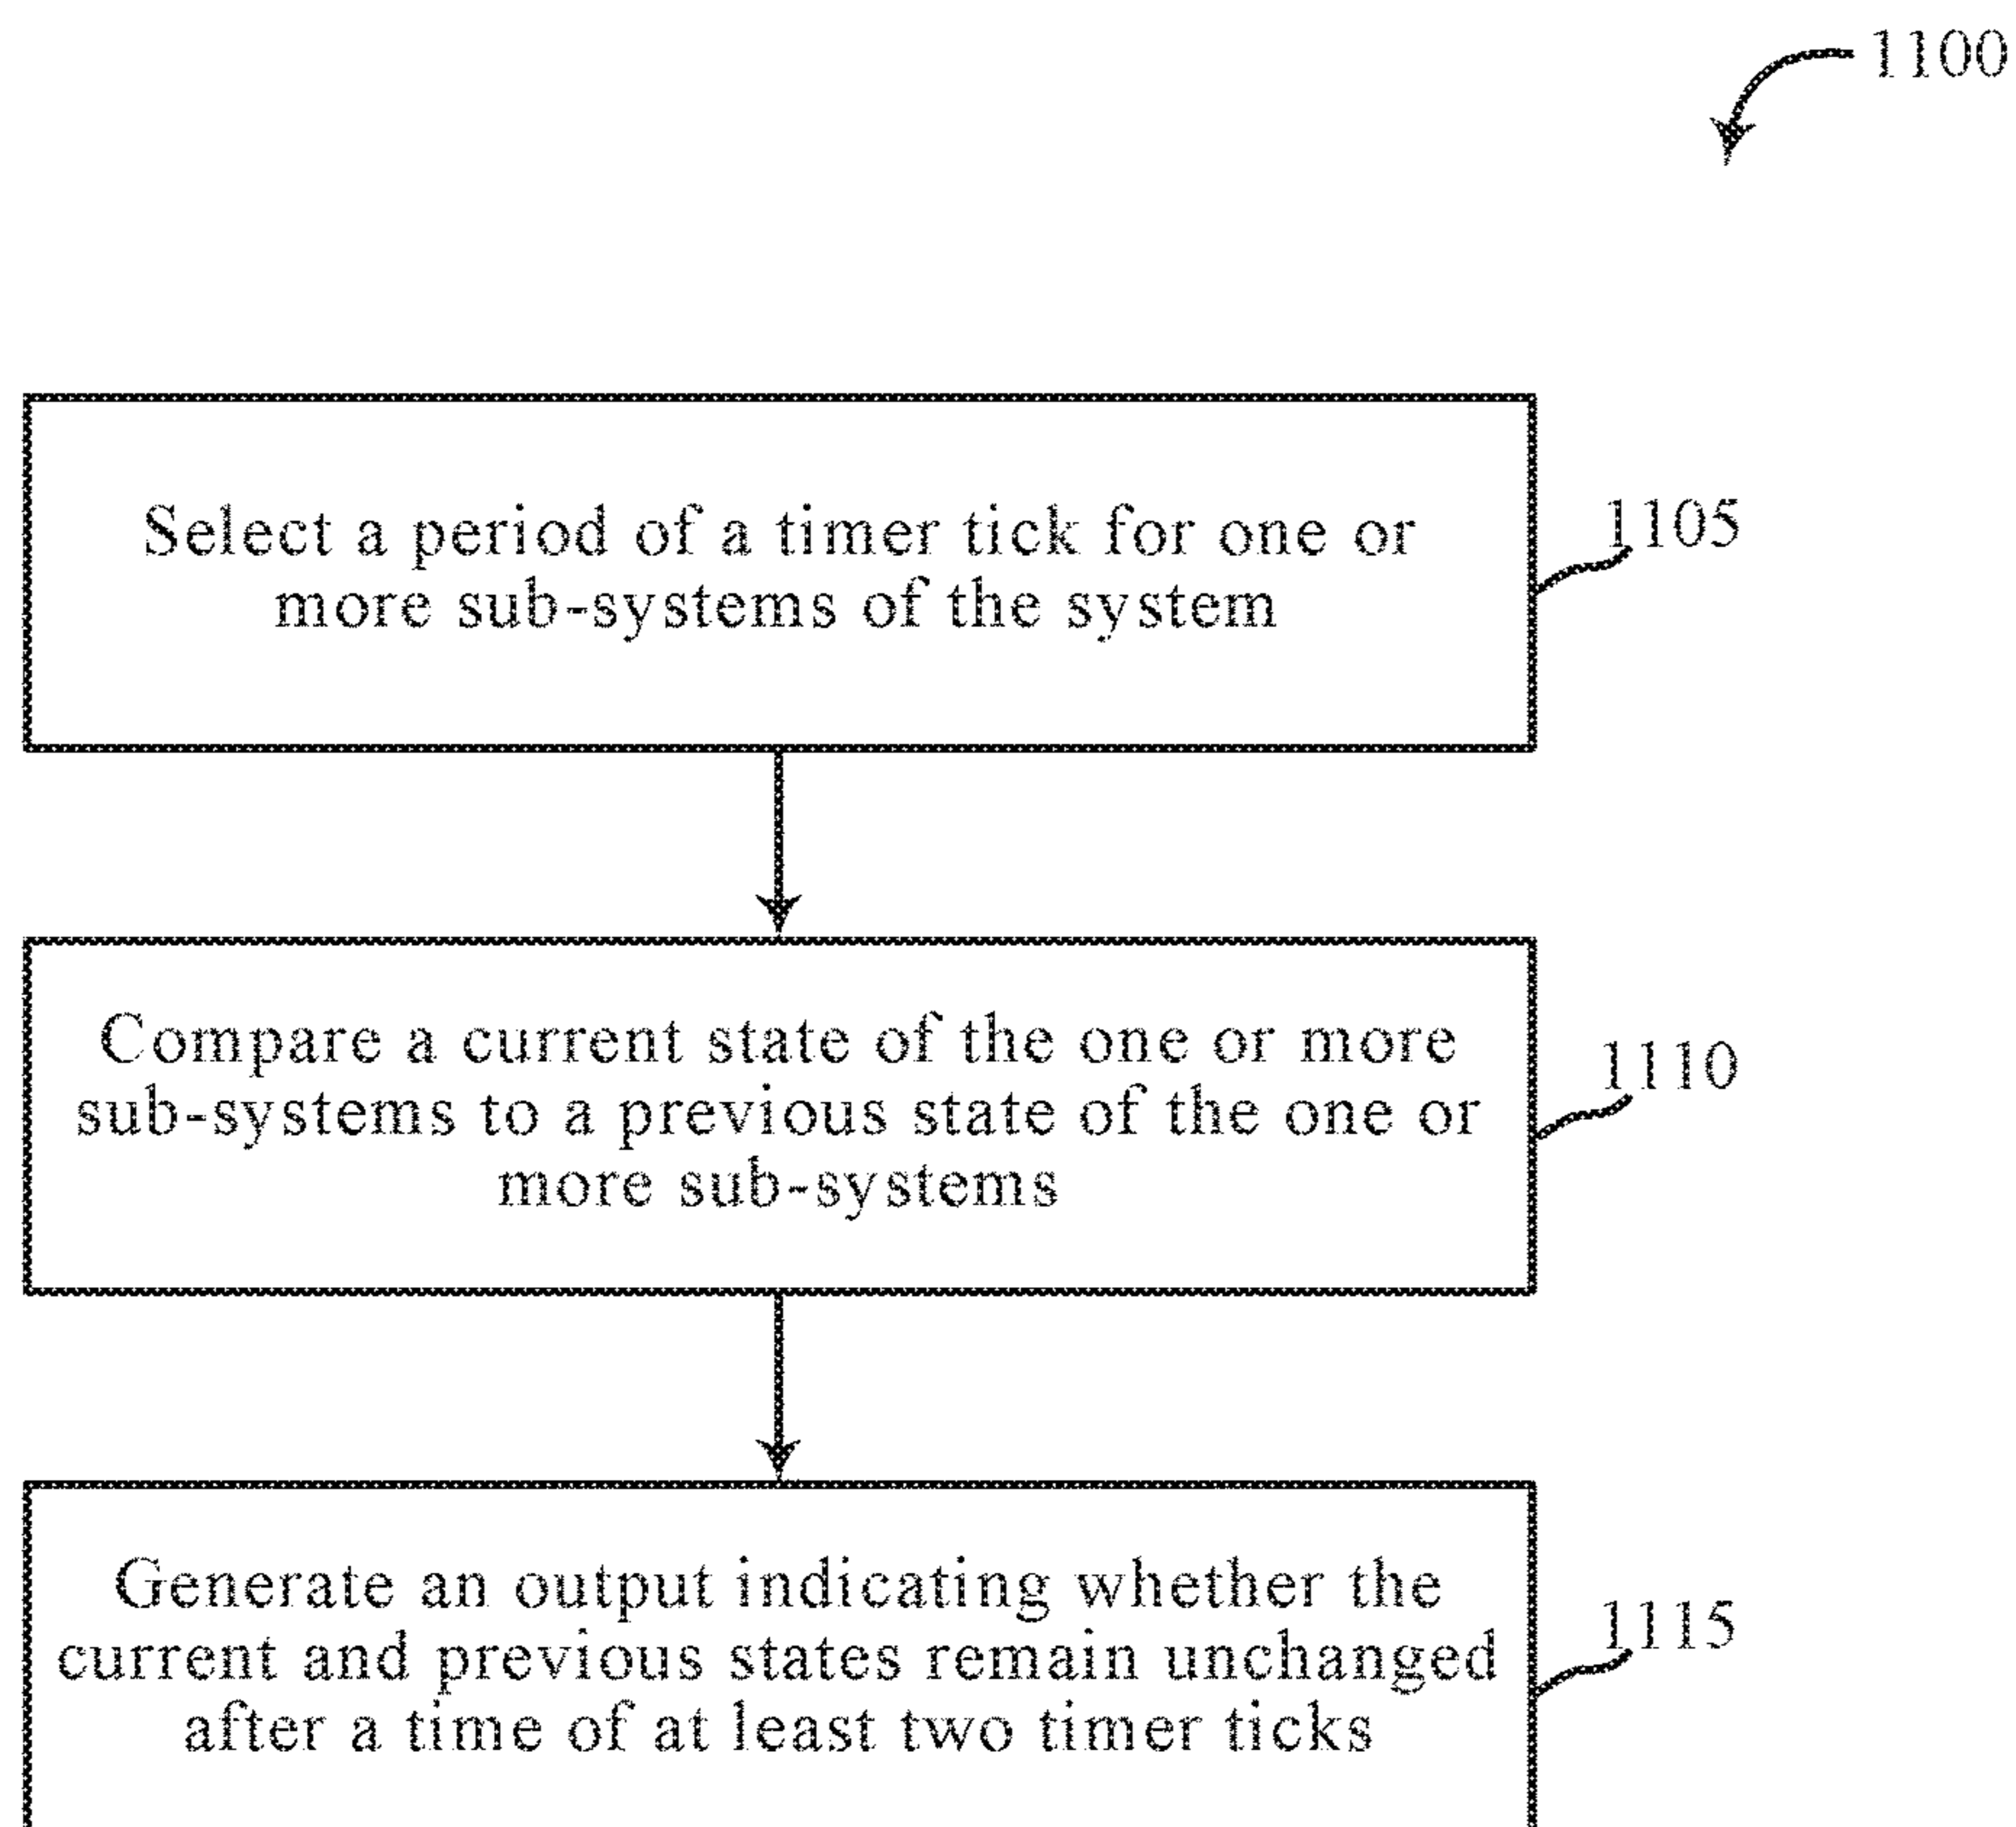 1100
Select a period of a timer tick for one or
more sub-systems of the system
1105
Compare a current state of the one or more
sub-systems to a previous state of the one or
more sub-systems
1110
Generate an output indicating whether the
current and previous states remain unchanged
after a time of at least two timer ticks
1115